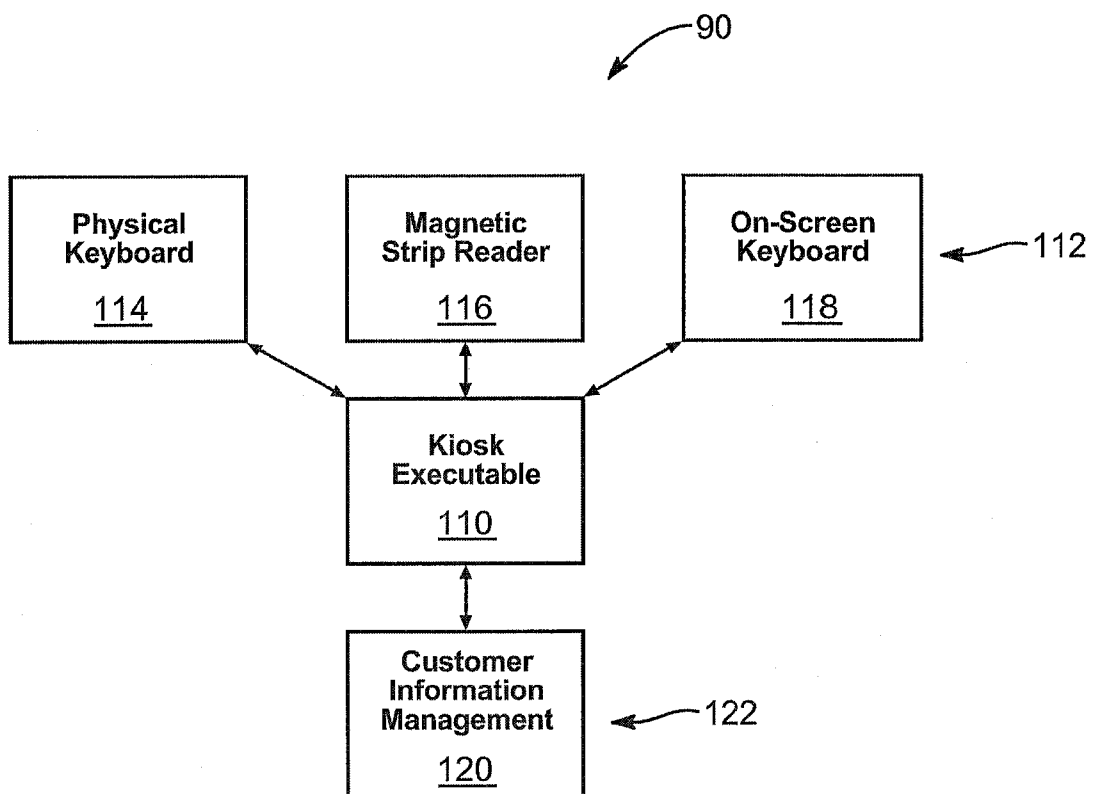 90
Physical
Keyboard
114
Magnetic
Strip Reader
116
On-Screen
Keyboard
118
112
Kiosk
Executable
110
Customer
Information
Management
120
122